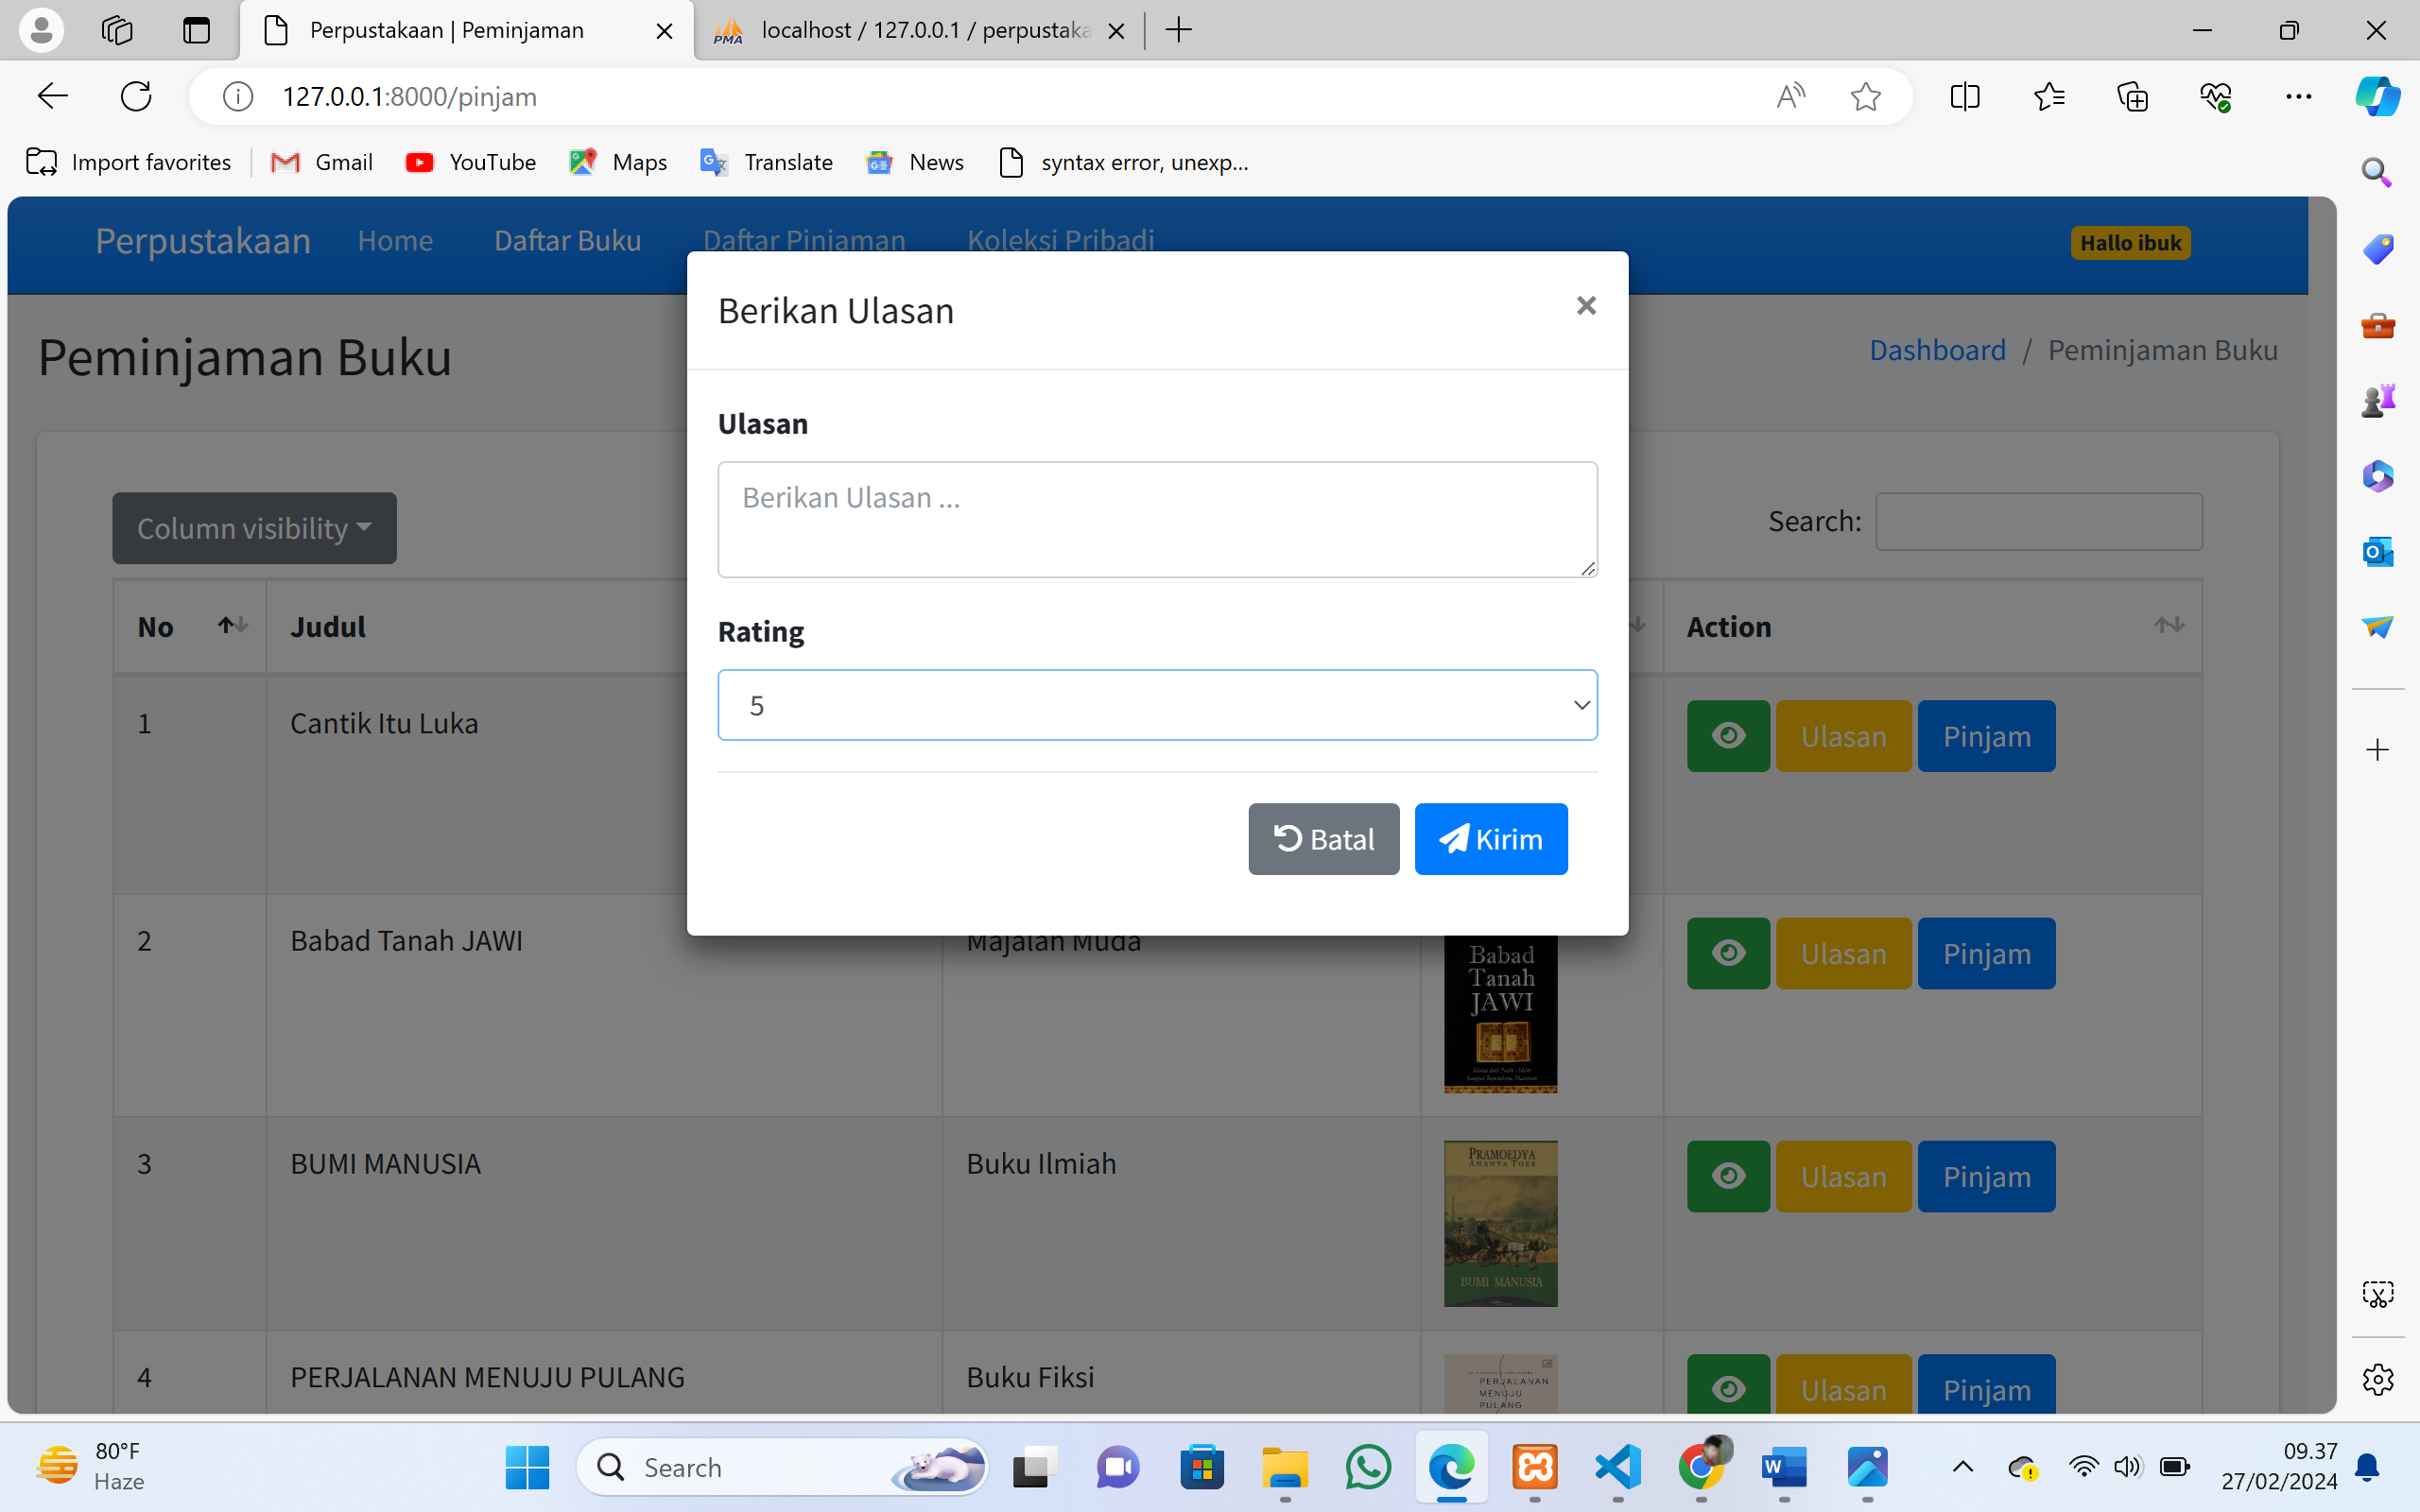 Perpustakaan | Peminjaman
localhost / 127.0.0.1 / perpustaka
127.0.0.1:8000/pinjam
Import favorites
Gmail
YouTube
Maps
Translate
News
syntax error, unexp...
Perpustakaan
Home
Daftar Buku
Daftar Pinjaman
Koleksi Pribadi
Hallo ibuk
Berikan Ulasan
×
Peminjaman Buku
Dashboard / Peminjaman Buku
Ulasan
Berikan Ulasan ...
Column visibility
Search:
Rating
5
No
Judul
Action
1
Cantik Itu Luka
Ulasan
Pinjam
Batal
Kirim
2
Babad Tanah JAWI
Majalah Muda
Babad
Tanah
JAWI
Ulasan
Pinjam
3
BUMI MANUSIA
Buku Ilmiah
PRAMOEDYA
ANANTA TOER
BUMI MANUSIA
Ulasan
Pinjam
4
PERJALANAN MENUJU PULANG
Buku Fiksi
PERJALANAN
MENUJU
PULANG
Ulasan
Pinjam
80°F
Haze
Search
09.37
27/02/2024